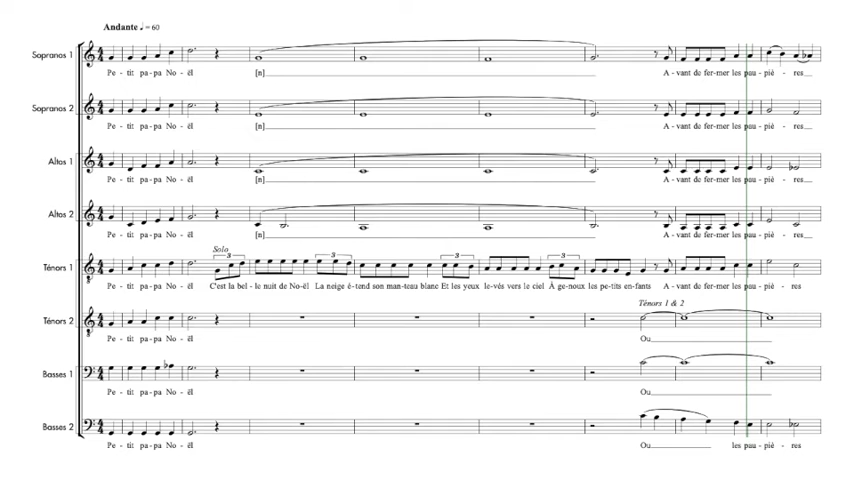 Andante ♩ = 60
Sopranos 1
Pe - tit pa - pa No - ël [n] A - vant de fer - mer les pau - piè - res
Sopranos 2
Pe - tit pa - pa No - ël [n] A - vant de fer - mer les pau - piè - res
Altos 1
Pe - tit pa - pa No - ël [n] A - vant de fer - mer les pau - piè - res
Altos 2
Pe - tit pa - pa No - ël [n] A - vant de fer - mer les pau - piè - res
Solo
3 3 3 3 3
Ténors 1
Pe - tit pa - pa No - ël C'est la bel - le nuit de No - ël La neige é - tend son man - teau blanc Et les yeux le - vés vers le ciel À ge - noux les pe - tits en - fants A - vant de fer - mer les pau - piè - res
Ténors 1 & 2
Ténors 2
Pe - tit pa - pa No - ël Ou
Basses 1
Pe - tit pa - pa No - ël Ou
Basses 2
Pe - tit pa - pa No - ël Ou les pau - piè - res